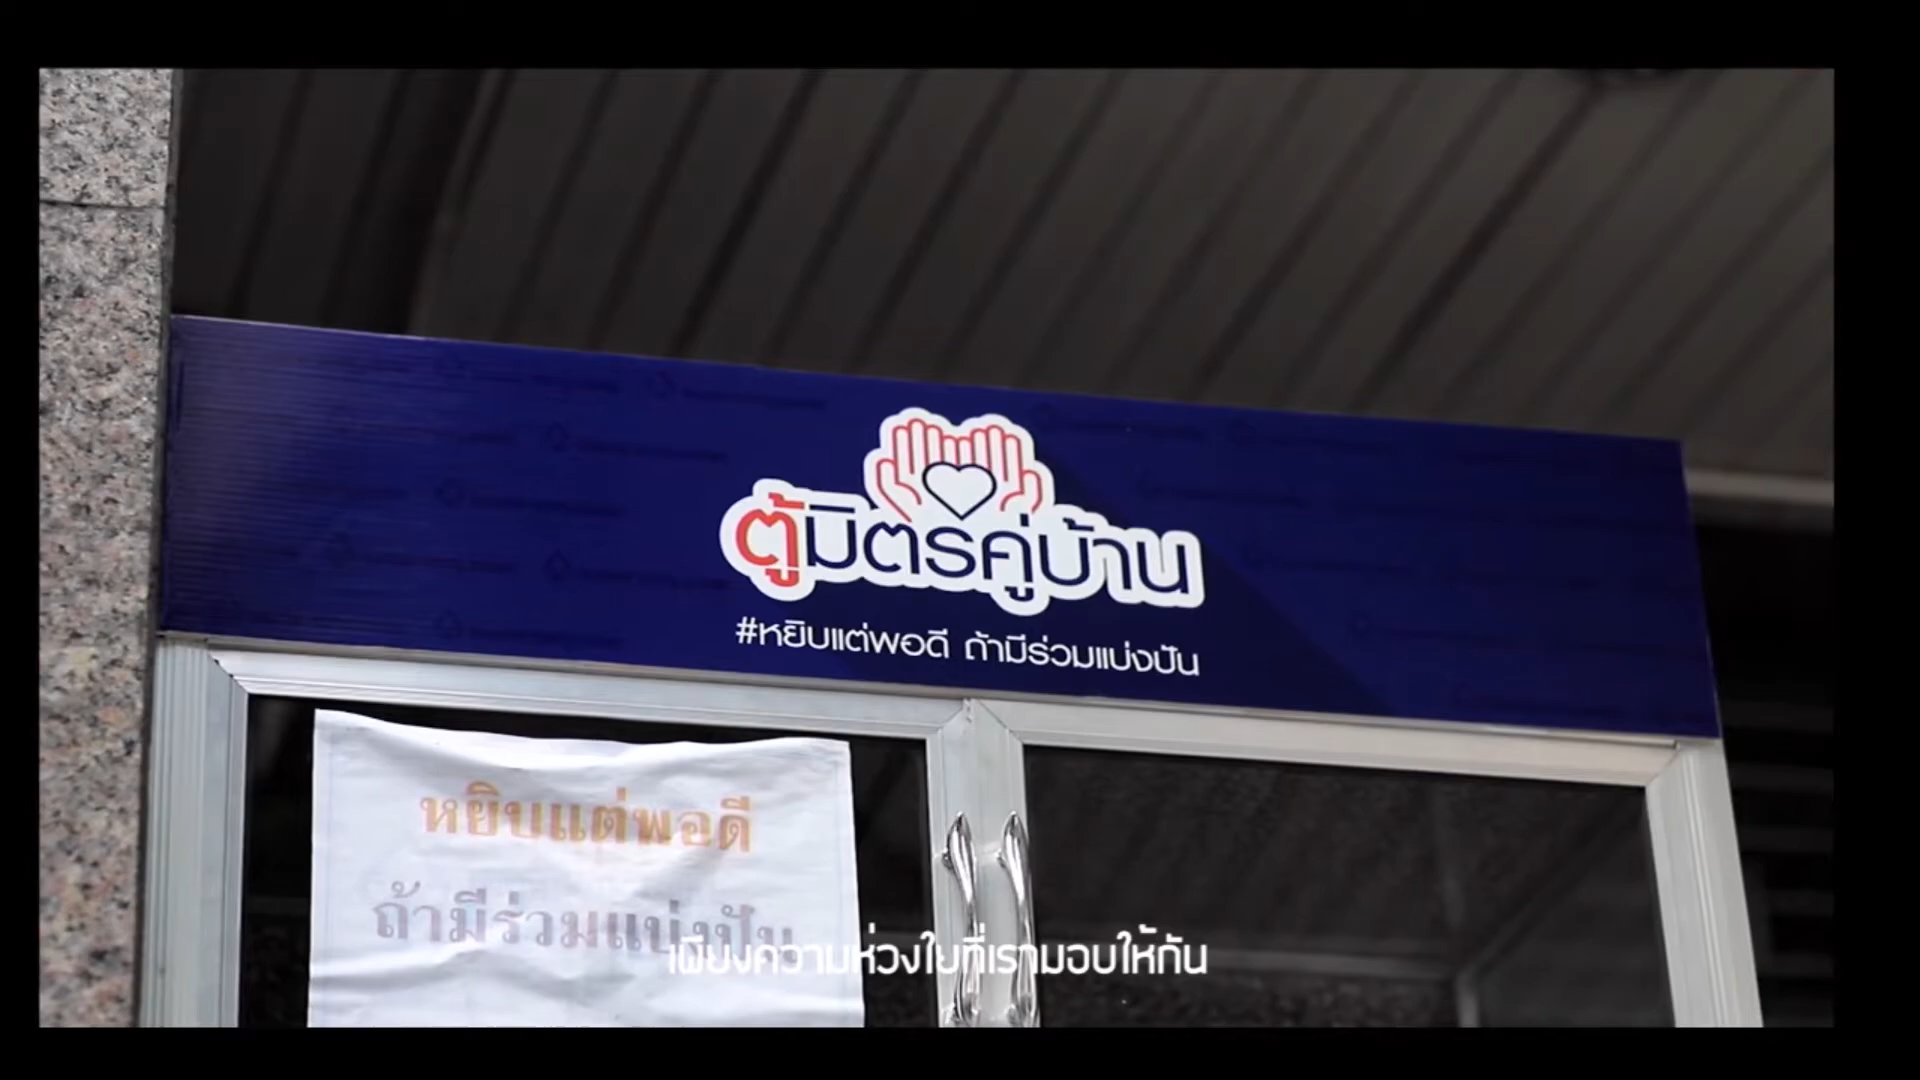 ตู้มิตรคู่บ้าน
#หยิบแต่พอดี ถ้ามีร่วมแบ่งปัน
หยิบแต่พอดี
ถ้ามีร่วมแบ่งปัน
เพียงความห่วงใยที่เรามอบให้กัน